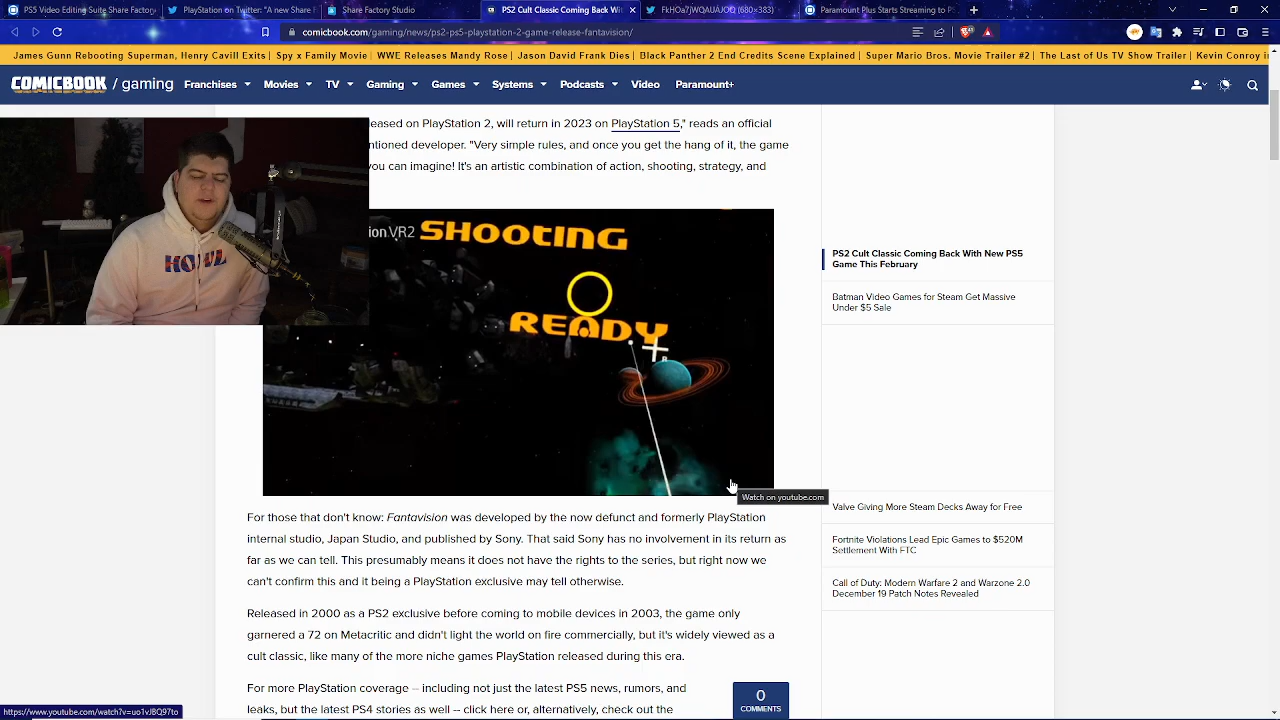 PS5 Video Editing Suite Share Factory
PlayStation on Twitter: "A new Share F
Share Factory Studio
PS2 Cult Classic Coming Back Wi
FkHOa7jWQAUAUOQ (680×383)
Paramount Plus Starts Streaming to P
comicbook.com/gaming/news/ps2-ps5-playstation-2-game-release-fantavision/
James Gunn Rebooting Superman, Henry Cavill Exits | Spy x Family Movie | WWE Releases Mandy Rose | Jason David Frank Dies | Black Panther 2 End Credits Scene Explained | Super Mario Bros. Movie Trailer #2 | The Last of Us TV Show Trailer | Kevin Conroy in
COMICBOOK / gaming
Franchises Movies TV Gaming Games Systems Podcasts Video Paramount+
eased on PlayStation 2, will return in 2023 on PlayStation 5," reads an official
ntioned developer. "Very simple rules, and once you get the hang of it, the game
you can imagine! It's an artistic combination of action, shooting, strategy, and
ion.VR2
SHOOTING
READY
R
HOWL
Watch on youtube.com
For those that don't know: Fantavision was developed by the now defunct and formerly PlayStation
internal studio, Japan Studio, and published by Sony. That said Sony has no involvement in its return as
far as we can tell. This presumably means it does not have the rights to the series, but right now we
can't confirm this and it being a PlayStation exclusive may tell otherwise.
Released in 2000 as a PS2 exclusive before coming to mobile devices in 2003, the game only
garnered a 72 on Metacritic and didn't light the world on fire commercially, but it's widely viewed as a
cult classic, like many of the more niche games PlayStation released during this era.
For more PlayStation coverage -- including not just the latest PS5 news, rumors, and
leaks, but the latest PS4 stories as well -- click here or, alternatively, check out the
0
COMMENTS
PS2 Cult Classic Coming Back With New PS5
Game This February
Batman Video Games for Steam Get Massive
Under $5 Sale
Valve Giving More Steam Decks Away for Free
Fortnite Violations Lead Epic Games to $520M
Settlement With FTC
Call of Duty: Modern Warfare 2 and Warzone 2.0
December 19 Patch Notes Revealed
https://www.youtube.com/watch?v=uo1vJBQ97to